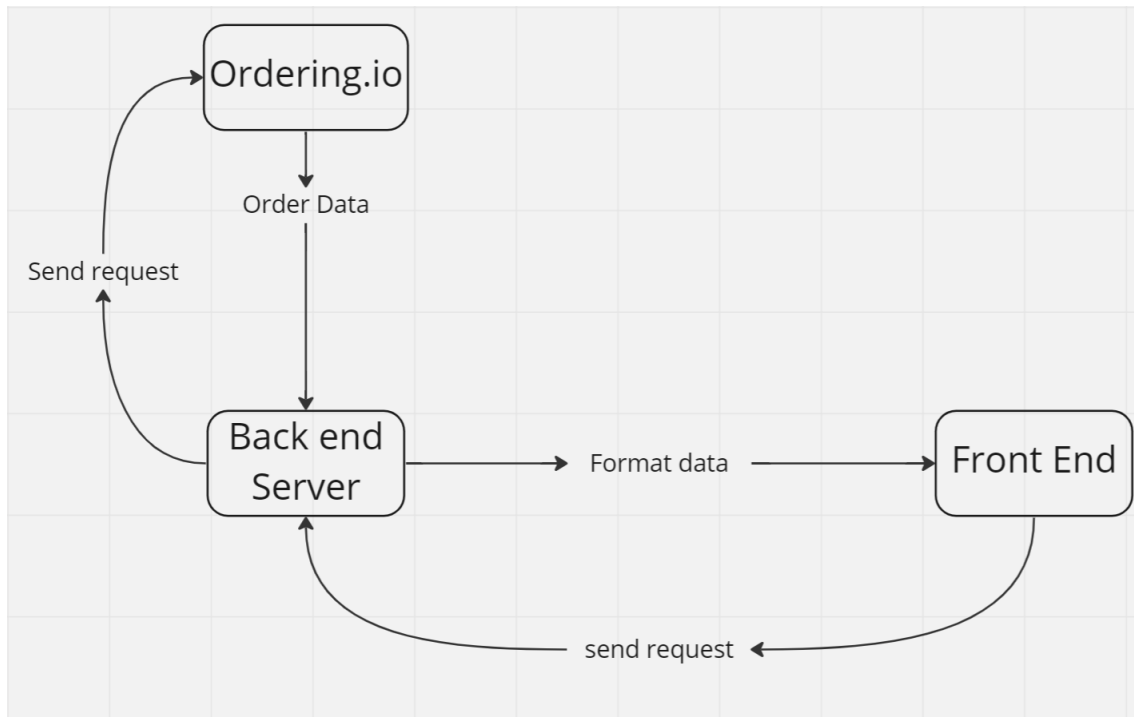 Ordering.io
Order Data
Send request
Back end
Server
Format data
Front End
send request